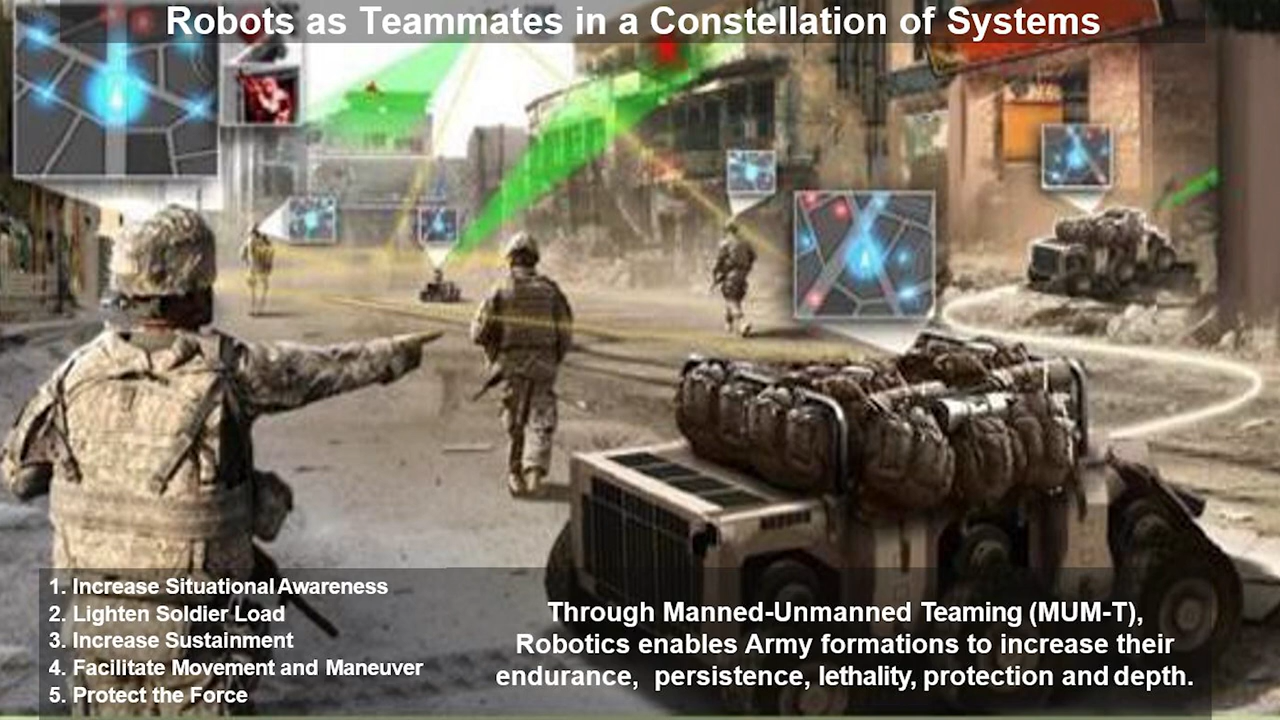 Robots as Teammates in a Constellation of Systems
1. Increase Situational Awareness
2. Lighten Soldier Load
3. Increase Sustainment
4. Facilitate Movement and Maneuver
5. Protect the Force
Through Manned-Unmanned Teaming (MUM-T),
Robotics enables Army formations to increase their
endurance, persistence, lethality, protection and depth.